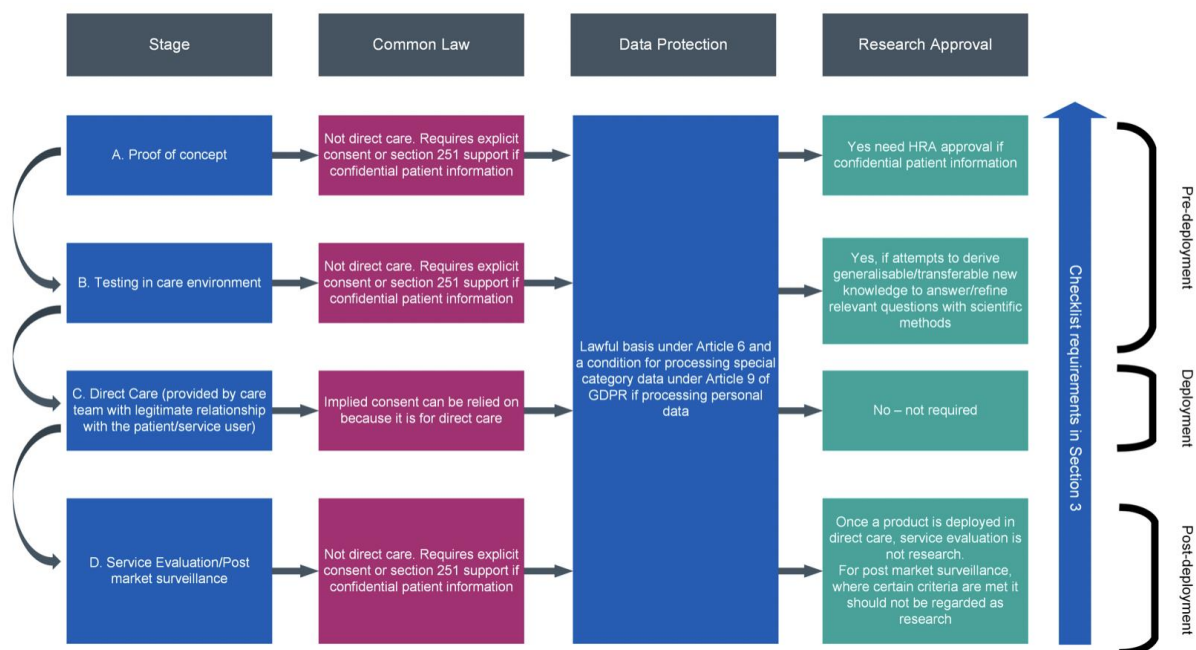 Stage
Common Law
Data Protection
Research Approval
A. Proof of concept
Not direct care. Requires explicit
consent or section 251 support if
confidential patient information
Yes need HRA approval if
confidential patient information
B. Testing in care environment
Not direct care. Requires explicit
consent or section 251 support if
confidential patient information
Yes, if attempts to derive
generalisable/transferable new
knowledge to answer/refine
relevant questions with scientific
methods
Lawful basis under Article 6 and
a condition for processing special
category data under Article 9 of
GDPR if processing personal
data
C. Direct Care (provided by care
team with legitimate relationship
with the patient/service user)
Implied consent can be relied on
because it is for direct care
No – not required
D. Service Evaluation/Post
market surveillance
Not direct care. Requires explicit
consent or section 251 support if
confidential patient information
Once a product is deployed in
direct care, service evaluation is
not research.
For post market surveillance,
where certain criteria are met it
should not be regarded as
research
Checklist requirements in Section 3
Pre-deployment
Deployment
Post-deployment